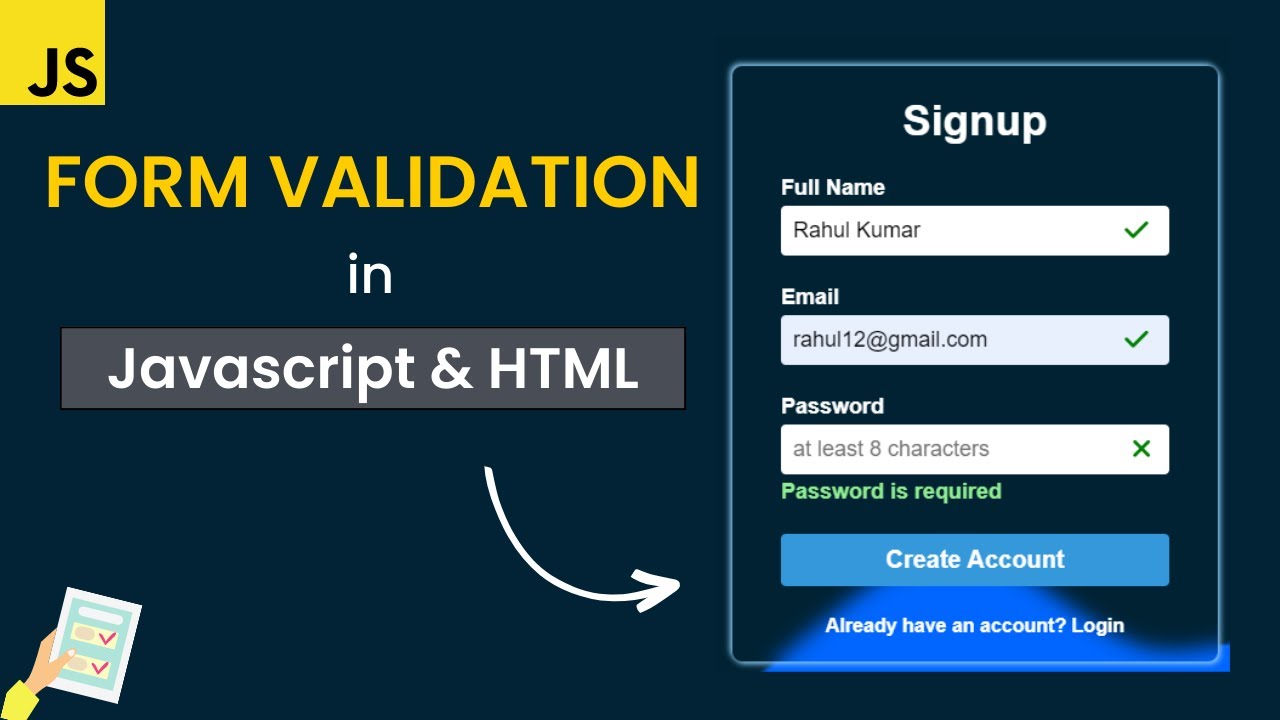 JS
FORM VALIDATION
in
Javascript & HTML
Signup
Full Name
Rahul Kumar
Email
rahul12@gmail.com
Password
at least 8 characters
Password is required
Create Account
Already have an account? Login